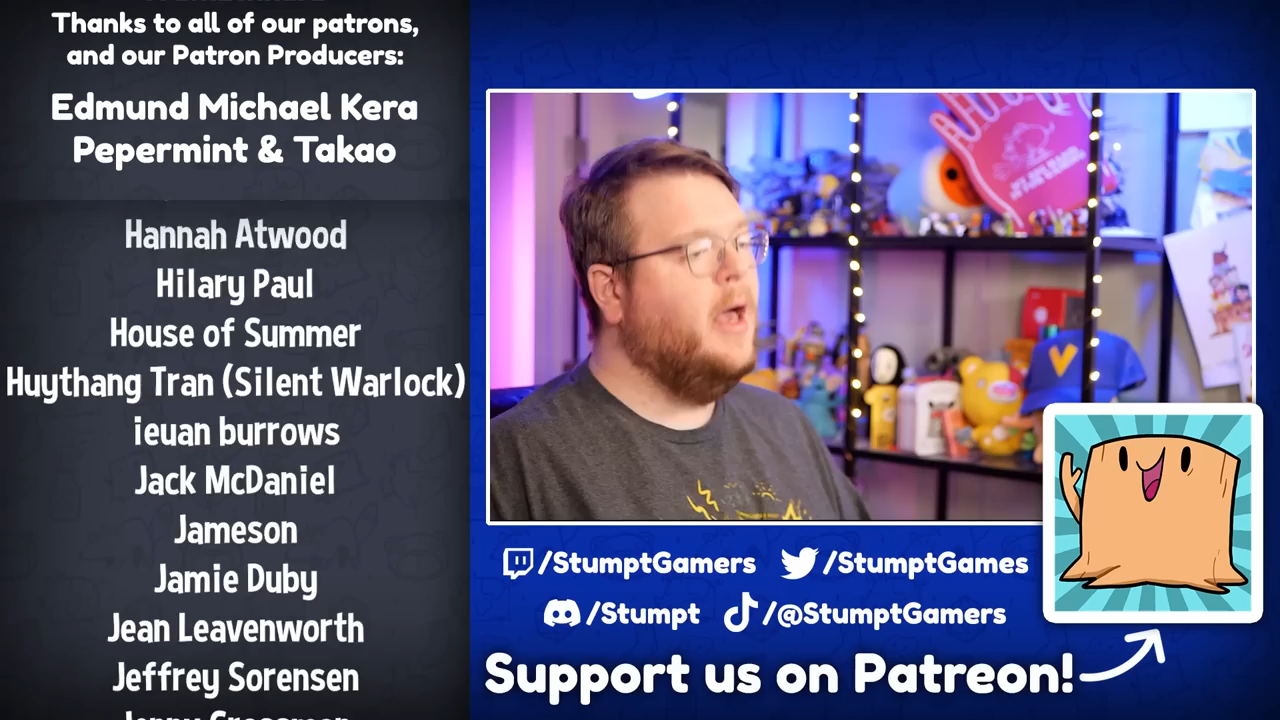 Thanks to all of our patrons,
and our Patron Producers:
Edmund Michael Kera
Pepermint & Takao
Hannah Atwood
Hilary Paul
House of Summer
Huythang Tran (Silent Warlock)
ieuan burrows
Jack McDaniel
Jameson
Jamie Duby
Jean Leavenworth
Jeffrey Sorensen
/StumptGamers
/StumptGames
/Stumpt
/@StumptGamers
Support us on Patreon!